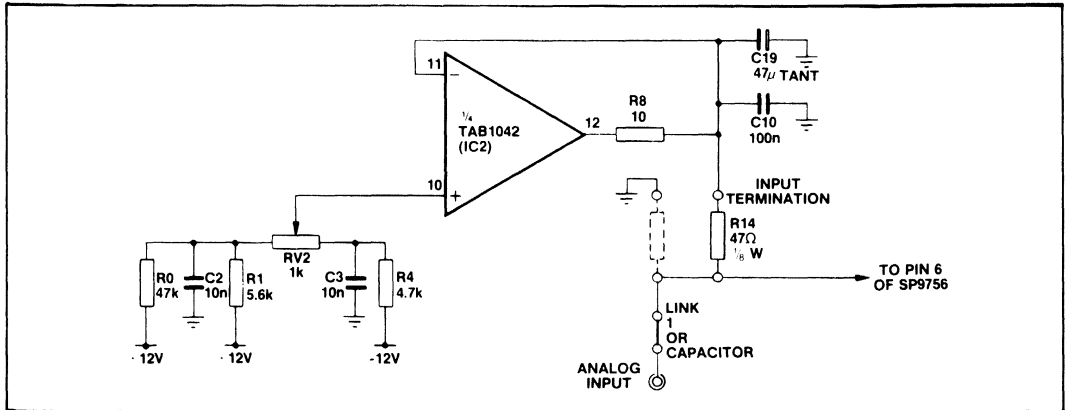 11
−
¼
TAB1042
(IC2)
10
+
12
R8
10
C19
47µ TANT
C10
100n
INPUT
TERMINATION
R14
47Ω
⅛ W
TO PIN 6
OF SP9756
RV2
1k
R0
47k
C2
10n
R1
5.6k
C3
10n
R4
4.7k
12V
12V
-12V
LINK
1
OR
CAPACITOR
ANALOG
INPUT